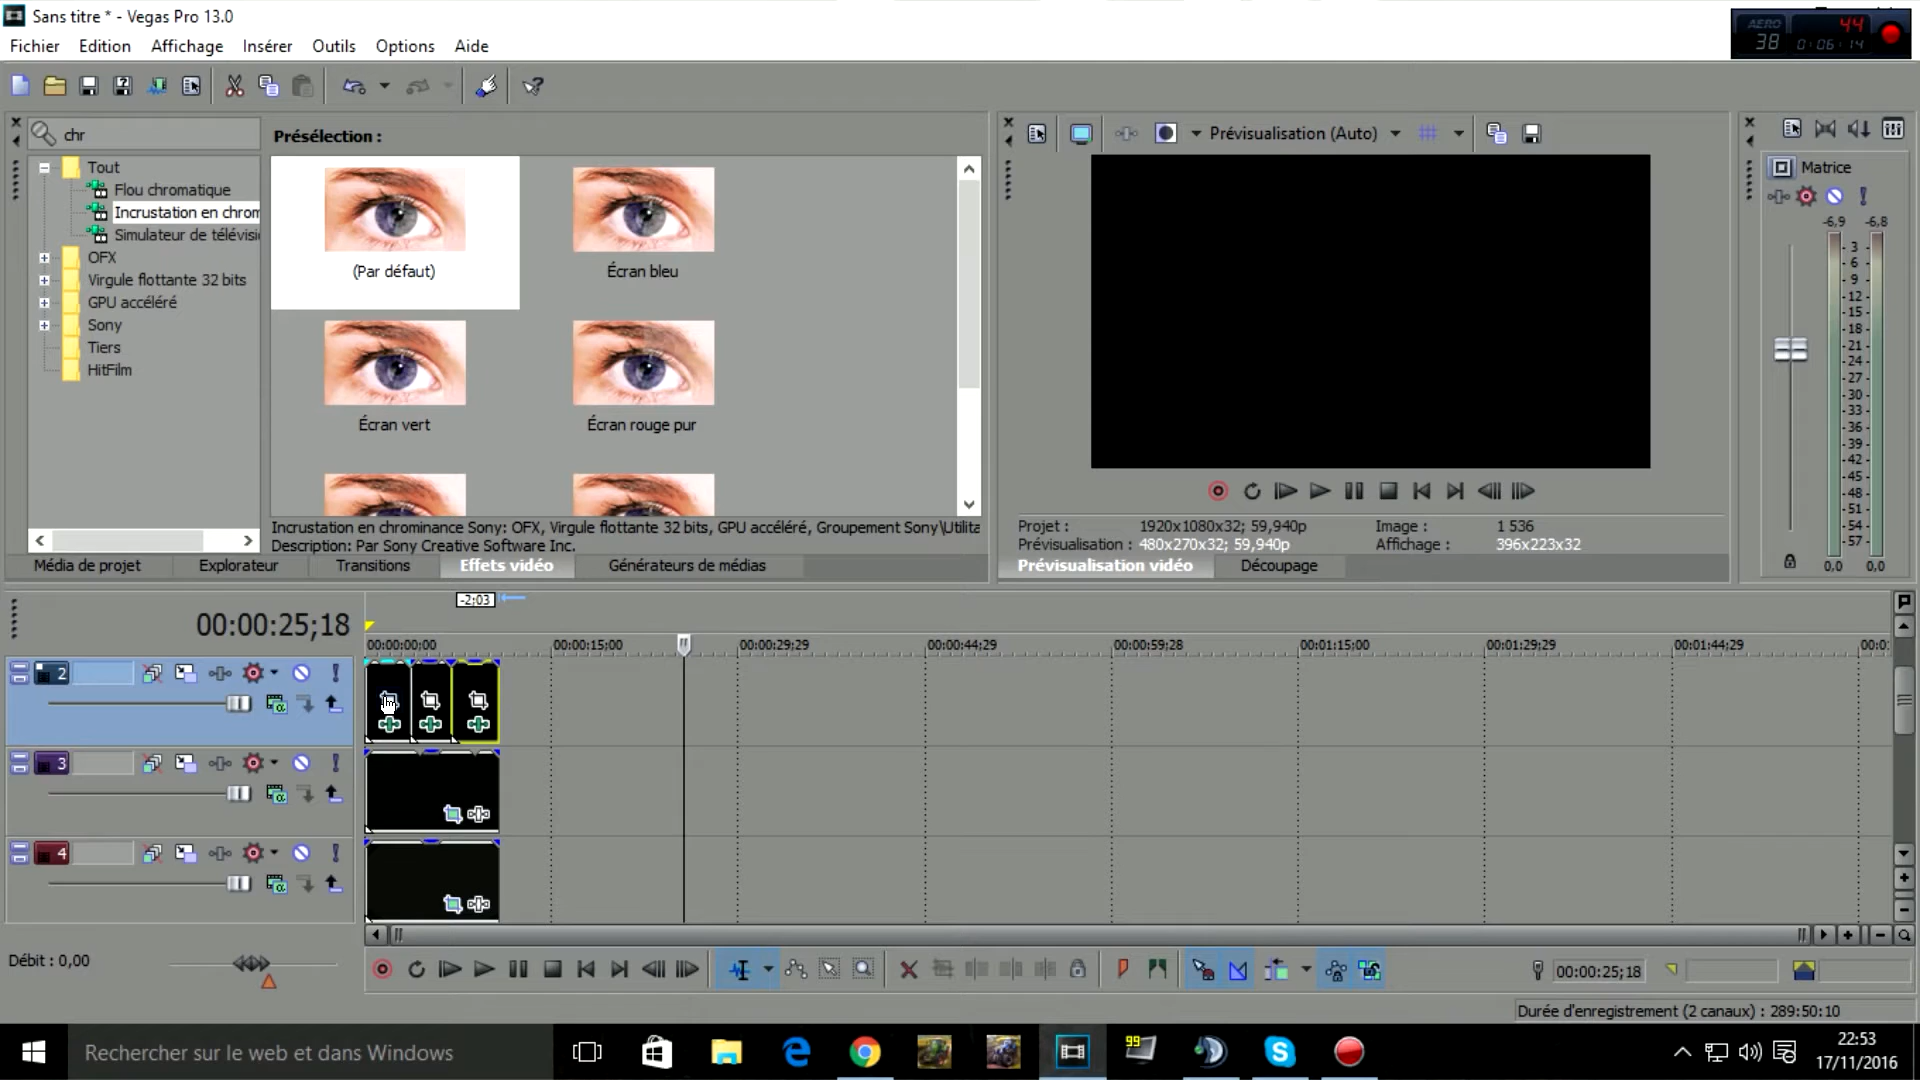 Sans titre * - Vegas Pro 13.0
Fichier Edition Affichage Insérer Outils Options Aide
AERO 44
38 0:06:14
chr
Présélection :
Prévisualisation (Auto)
Tout
Flou chromatique
Incrustation en chrom
Simulateur de télévisi
OFX
Virgule flottante 32 bits
GPU accéléré
Sony
Tiers
HitFilm
(Par défaut)
Écran bleu
Écran vert
Écran rouge pur
Incrustation en chrominance Sony: OFX, Virgule flottante 32 bits, GPU accéléré, Groupement Sony\Utilita
Description: Par Sony Creative Software Inc.
Média de projet Explorateur Transitions Effets vidéo Générateurs de médias
Projet : 1920x1080x32; 59,940p Image : 1 536
Prévisualisation : 480x270x32; 59,940p Affichage : 396x223x32
Prévisualisation vidéo Découpage
Matrice
-6,9 -6,8
3
6
9
-12
-15
-18
-21
-24
-27
-30
-33
-36
-39
-42
-45
-48
-51
-54
-57
0,0 0,0
-2;03
00:00:25;18
00:00:00;00 00:00:15;00 00:00:29;29 00:00:44;29 00:00:59;28 00:01:15;00 00:01:29;29 00:01:44;29 00:0
2
3
4
Débit : 0,00
00:00:25;18
Durée d'enregistrement (2 canaux) : 289:50:10
Rechercher sur le web et dans Windows
99
22:53
17/11/2016